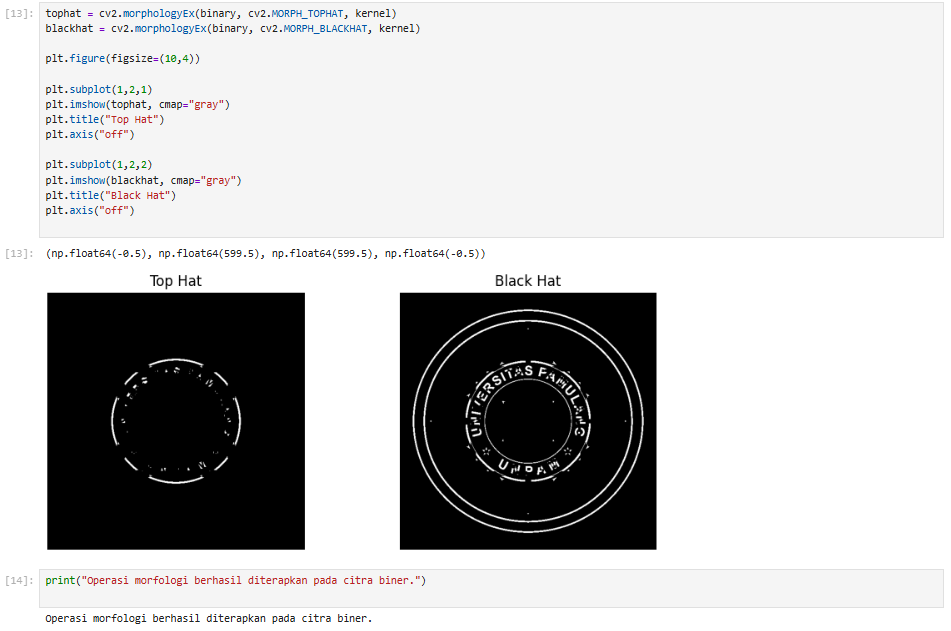 [13]: tophat = cv2.morphologyEx(binary, cv2.MORPH_TOPHAT, kernel)
blackhat = cv2.morphologyEx(binary, cv2.MORPH_BLACKHAT, kernel)
plt.figure(figsize=(10,4))
plt.subplot(1,2,1)
plt.imshow(tophat, cmap="gray")
plt.title("Top Hat")
plt.axis("off")
plt.subplot(1,2,2)
plt.imshow(blackhat, cmap="gray")
plt.title("Black Hat")
plt.axis("off")
[13]: (np.float64(-0.5), np.float64(599.5), np.float64(599.5), np.float64(-0.5))
Top Hat
Black Hat
UNIVERSITAS PAMULANG
UNPAM
[14]: print("Operasi morfologi berhasil diterapkan pada citra biner.")
Operasi morfologi berhasil diterapkan pada citra biner.